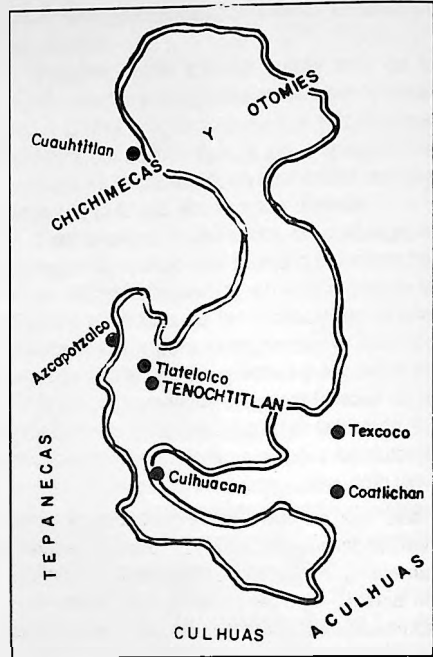 OTOMIES
Y
Cuauhtitlan
CHICHIMECAS
Azcapotzalco
Tlatelolco
TENOCHTITLAN
Texcoco
Culhuacan
Coatlichan
TEPANECAS
ACULHUAS
CULHUAS